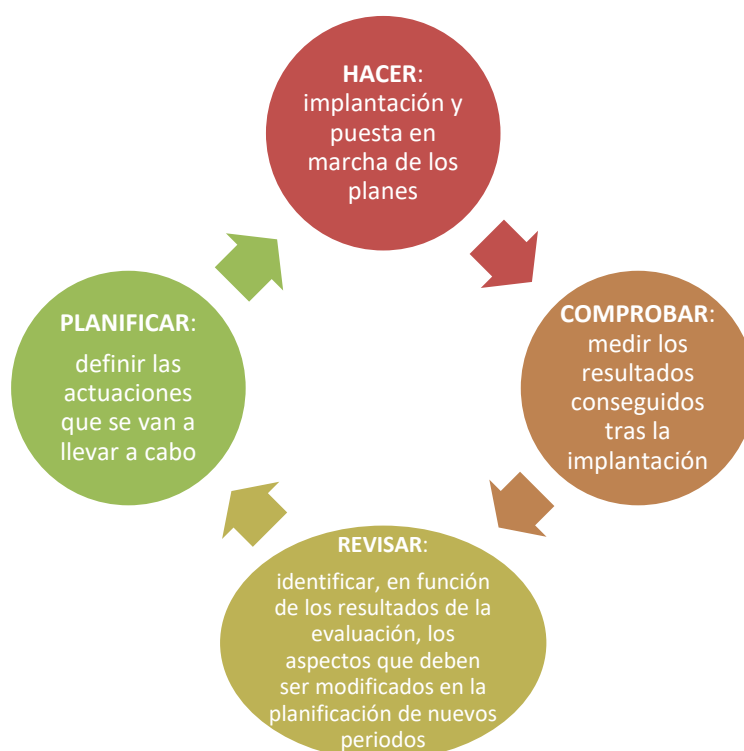 HACER:
implantación y
puesta en
marcha de los
planes
PLANIFICAR:
definir las
actuaciones
que se van a
llevar a cabo
COMPROBAR:
medir los
resultados
conseguidos
tras la
implantación
REVISAR:
identificar, en función
de los resultados de la
evaluación, los
aspectos que deben
ser modificados en la
planificación de nuevos
periodos